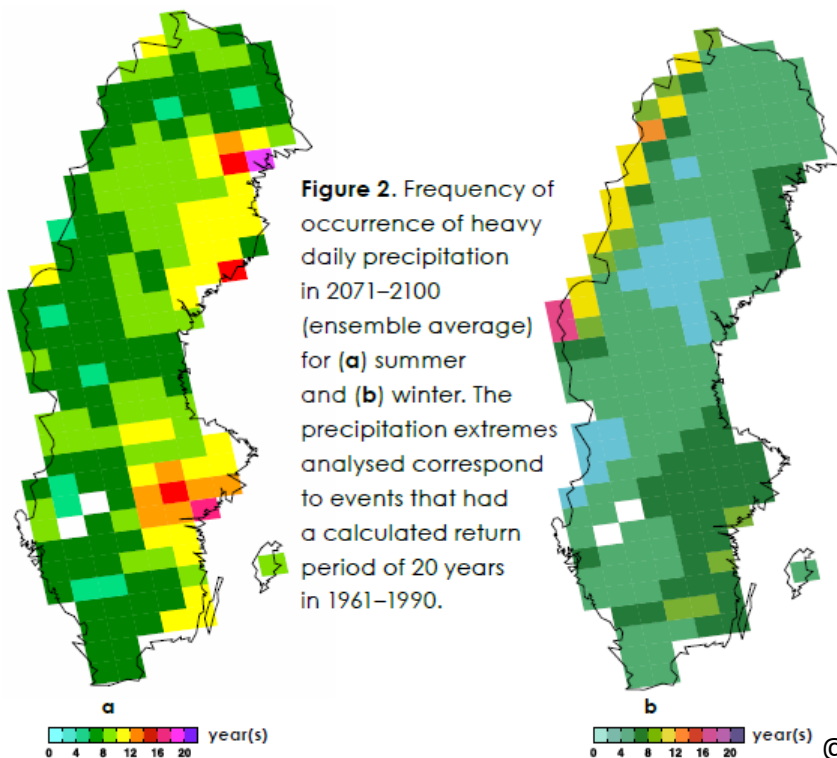 Figure 2. Frequency of
occurrence of heavy
daily precipitation
in 2071–2100
(ensemble average)
for (a) summer
and (b) winter. The
precipitation extremes
analysed correspond
to events that had
a calculated return
period of 20 years
in 1961–1990.
a
year(s)
0 4 8 12 16 20
b
year(s)
0 4 8 12 16 20
©